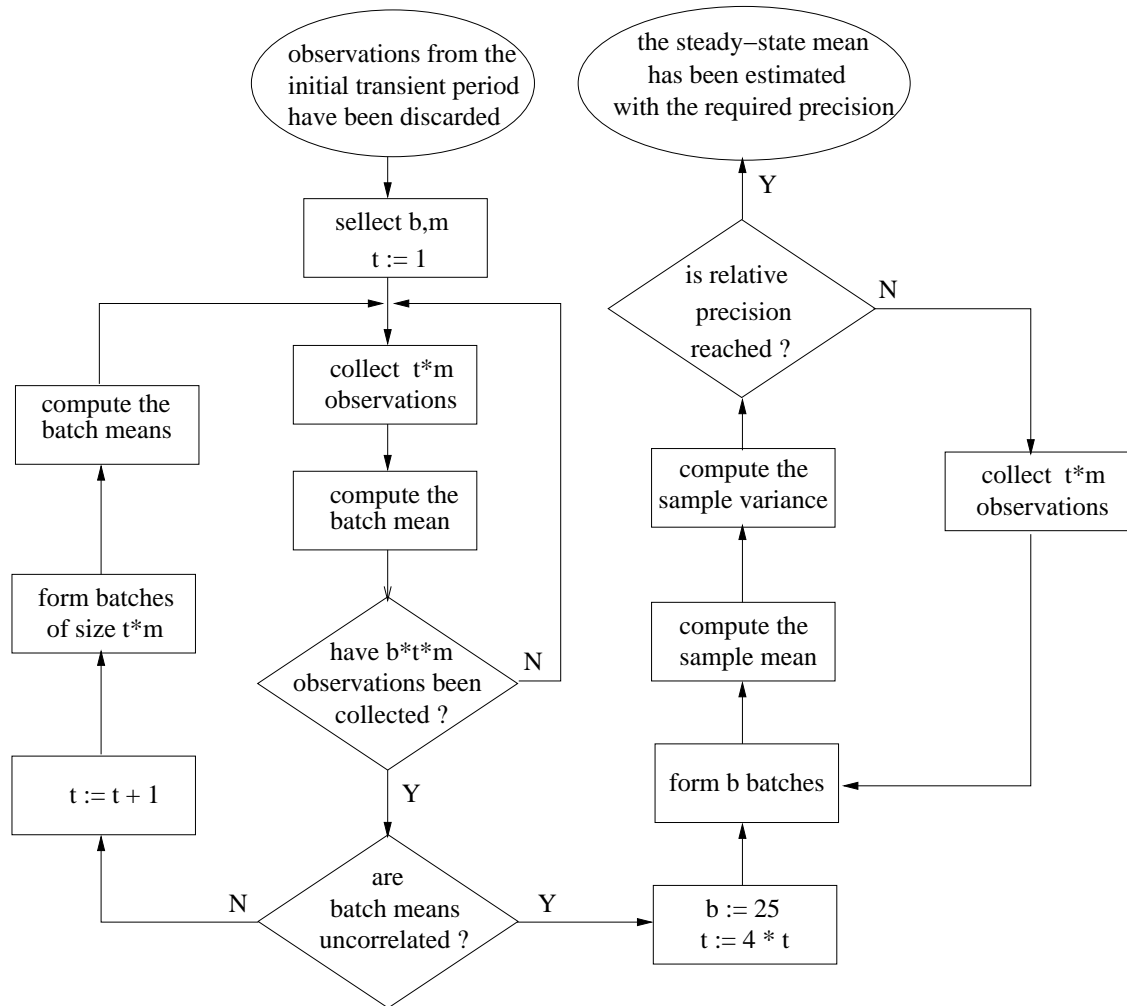 observations from the
initial transient period
have been discarded
sellect b,m
t := 1
collect t*m
observations
compute the
batch mean
have b*t*m
observations been
collected ?
N
Y
are
batch means
uncorrelated ?
N
Y
t := t + 1
form batches
of size t*m
compute the
batch means
b := 25
t := 4 * t
form b batches
compute the
sample mean
compute the
sample variance
is relative
precision
reached ?
N
Y
collect t*m
observations
the steady−state mean
has been estimated
with the required precision